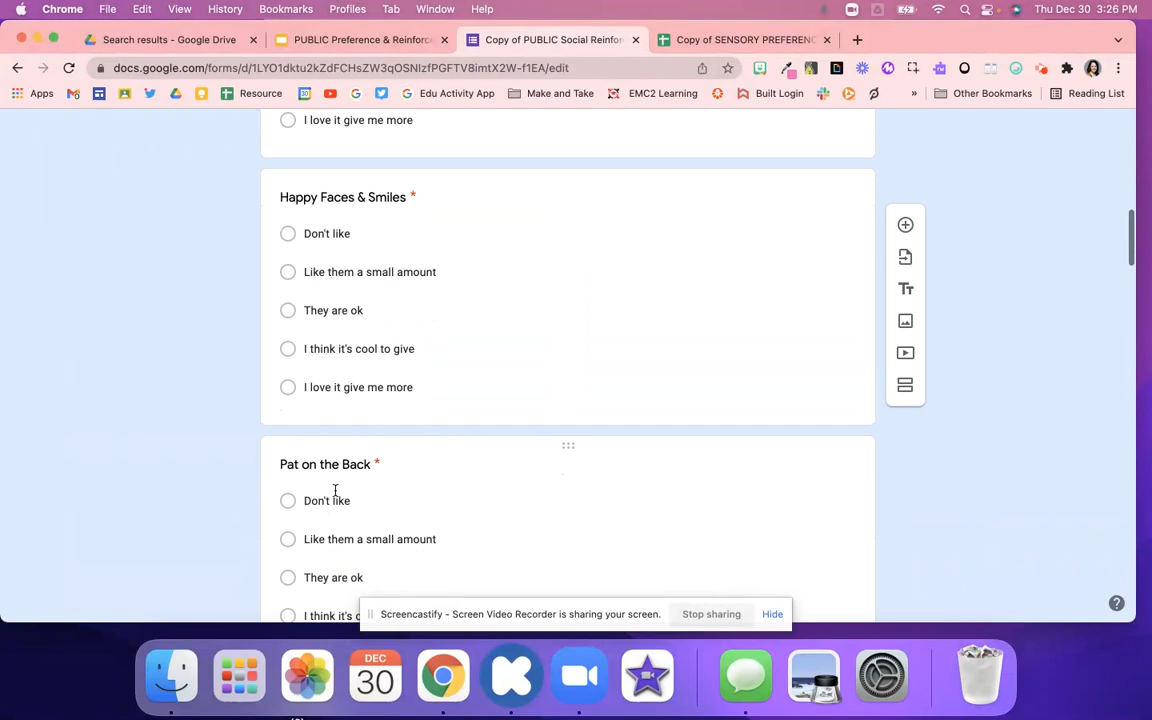 Chrome File Edit View History Bookmarks Profiles Tab Window Help Thu Dec 30 3:26 PM
Search results - Google Drive PUBLIC Preference & Reinforc Copy of PUBLIC Social Reinfor Copy of SENSORY PREFERENC
docs.google.com/forms/d/1LYO1dktu2kZdFCHsZW3qOSNIzfPGFTV8imtX2W-f1EA/edit
Apps Resource Edu Activity App Make and Take EMC2 Learning Built Login » Other Bookmarks Reading List
I love it give me more
Happy Faces & Smiles *
Don't like
Like them a small amount
They are ok
I think it's cool to give
I love it give me more
Tт
Pat on the Back *
Don't like
Like them a small amount
They are ok
I think it's c
Screencastify - Screen Video Recorder is sharing your screen. Stop sharing Hide
DEC
30